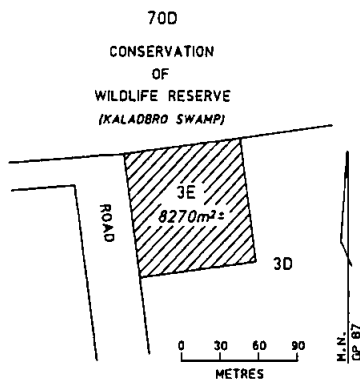 70D
CONSERVATION
OF
WILDLIFE RESERVE
(KALADBRO SWAMP)
3E
8270m²±
ROAD
3D
0 30 60 90
METRES
M.N.
GP 87